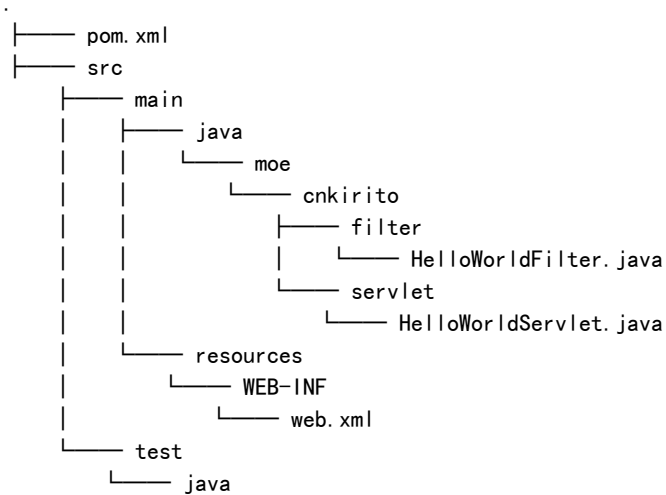 .
├── pom.xml
├── src
    ├── main
    │   ├── java
    │   │   └── moe
    │   │       └── cnkirito
    │   │           ├── filter
    │   │           │   └── HelloWorldFilter.java
    │   │           └── servlet
    │   │               └── HelloWorldServlet.java
    │   └── resources
    │       └── WEB-INF
    │           └── web.xml
    └── test
        └── java